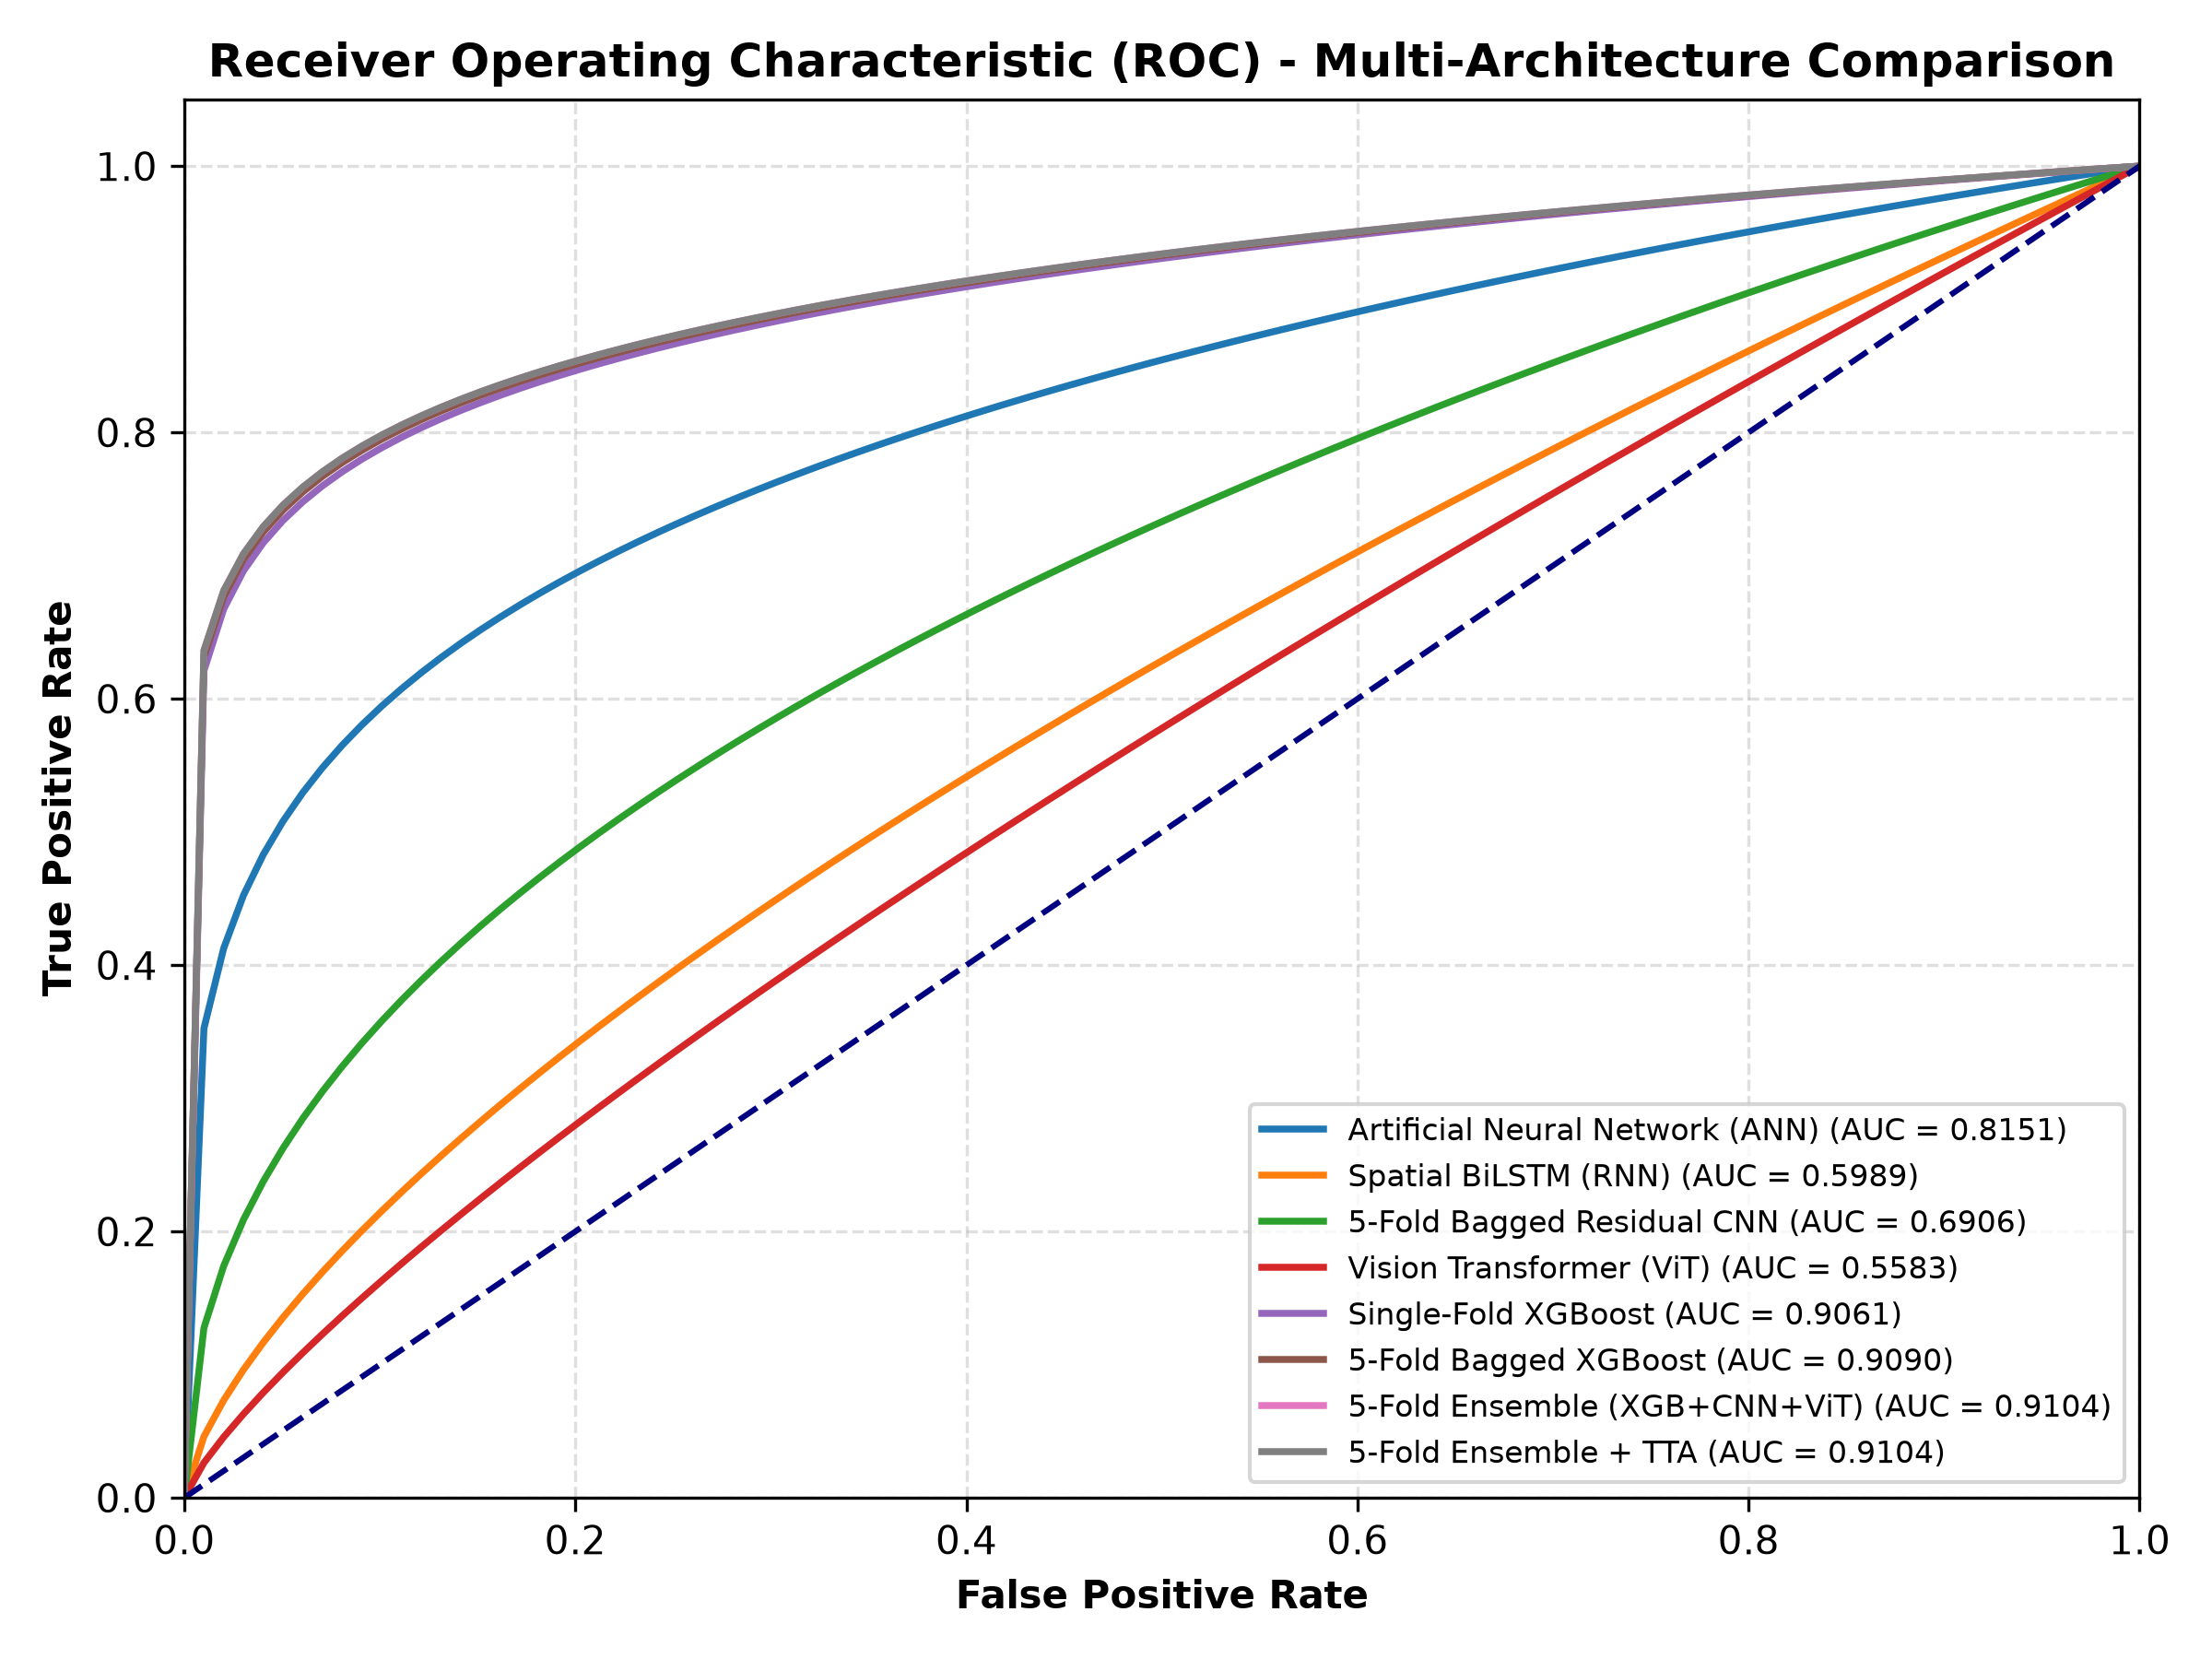 Receiver Operating Characteristic (ROC) - Multi-Architecture Comparison
True Positive Rate
1.0
0.8
0.6
0.4
0.2
0.0
Artificial Neural Network (ANN) (AUC = 0.8151)
Spatial BiLSTM (RNN) (AUC = 0.5989)
5-Fold Bagged Residual CNN (AUC = 0.6906)
Vision Transformer (ViT) (AUC = 0.5583)
Single-Fold XGBoost (AUC = 0.9061)
5-Fold Bagged XGBoost (AUC = 0.9090)
5-Fold Ensemble (XGB+CNN+ViT) (AUC = 0.9104)
5-Fold Ensemble + TTA (AUC = 0.9104)
0.0 0.2 0.4 0.6 0.8 1.0
False Positive Rate